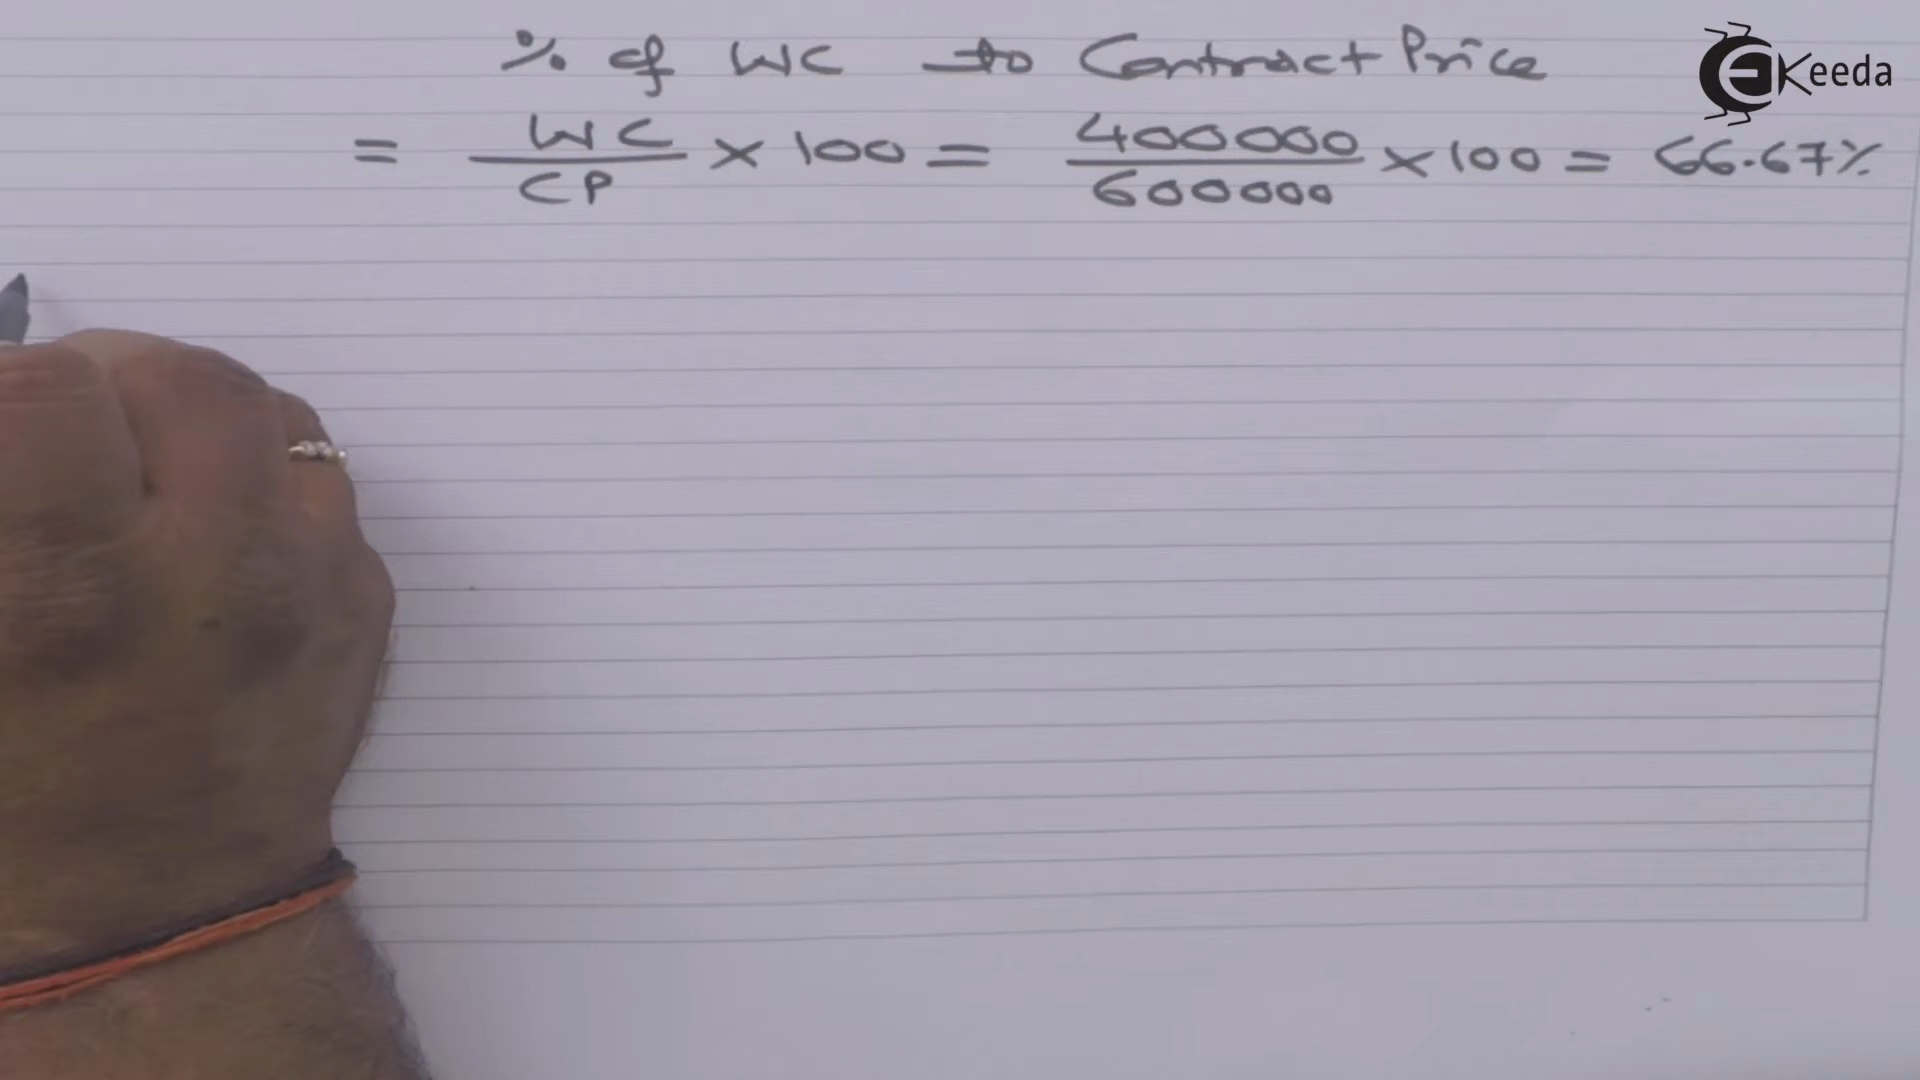 % of WC to Contract Price
= WC/CP × 100 = 400000/600000 × 100 = 66.67%
EKeeda